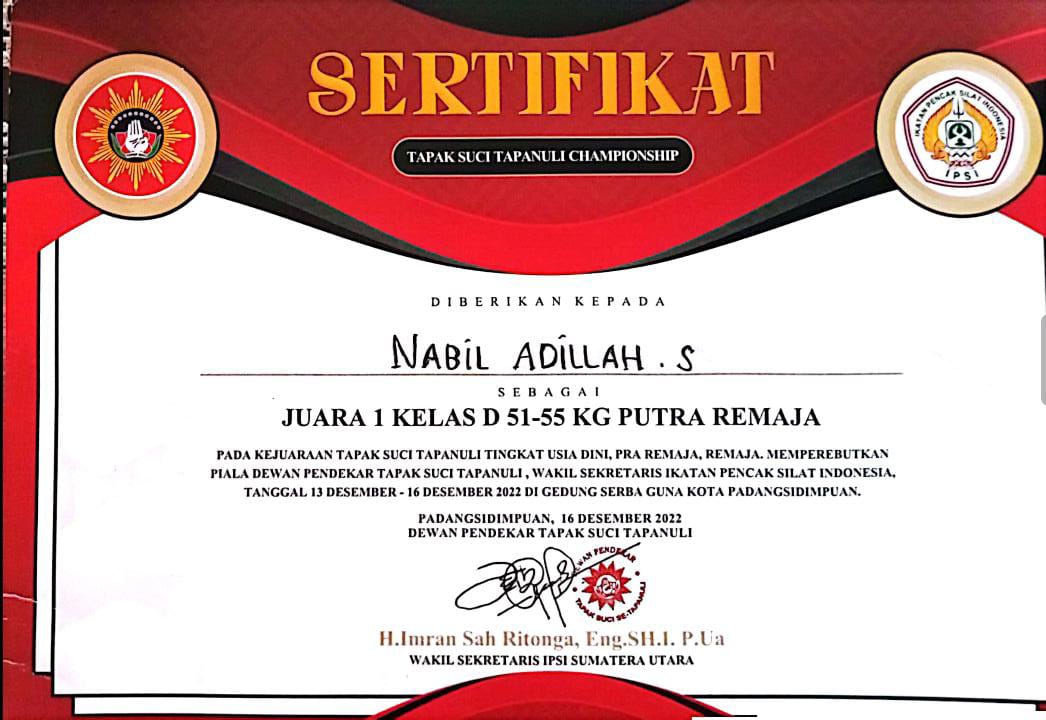 SERTIFIKAT
TAPAK SUCI TAPANULI CHAMPIONSHIP
IKATAN PENCAK SILAT INDONESIA
IPSI
DIBERIKAN KEPADA
NABIL ADILLAH . S
SEBAGAI
JUARA 1 KELAS D 51-55 KG PUTRA REMAJA
PADA KEJUARAAN TAPAK SUCI TAPANULI TINGKAT USIA DINI, PRA REMAJA, REMAJA. MEMPEREBUTKAN
PIALA DEWAN PENDEKAR TAPAK SUCI TAPANULI , WAKIL SEKRETARIS IKATAN PENCAK SILAT INDONESIA,
TANGGAL 13 DESEMBER - 16 DESEMBER 2022 DI GEDUNG SERBA GUNA KOTA PADANGSIDIMPUAN.
PADANGSIDIMPUAN, 16 DESEMBER 2022
DEWAN PENDEKAR TAPAK SUCI TAPANULI
DEWAN PENDEKAR
TAPAK SUCI SE-TAPANULI
H.Imran Sah Ritonga, Eng.SH.I. P.Ua
WAKIL SEKRETARIS IPSI SUMATERA UTARA